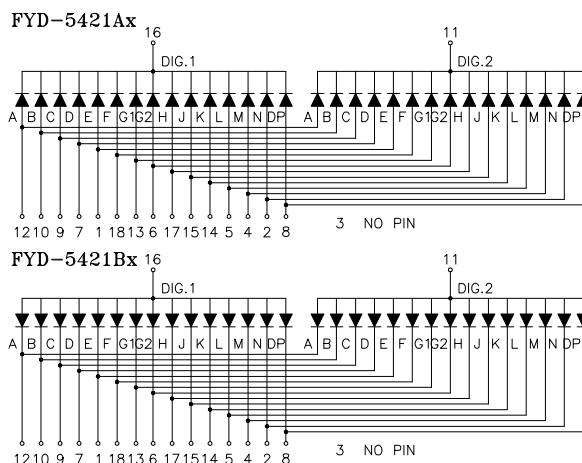 FYD-5421Ax
16 11
DIG.1 DIG.2
A B C D E F G1 G2 H J K L M N DP A B C D E F G1 G2 H J K L M N DP
12 10 9 7 1 18 13 6 17 15 14 5 4 2 8 3 NO PIN
FYD-5421Bx
16 11
DIG.1 DIG.2
A B C D E F G1 G2 H J K L M N DP A B C D E F G1 G2 H J K L M N DP
12 10 9 7 1 18 13 6 17 15 14 5 4 2 8 3 NO PIN